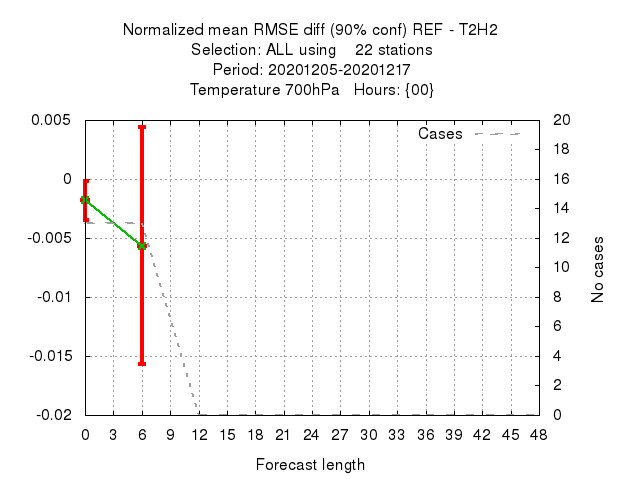 Normalized mean RMSE diff (90% conf) REF - T2H2
Selection: ALL using    22 stations
Period: 20201205-20201217
Temperature 700hPa   Hours: {00}
0.005
0
-0.005
-0.01
-0.015
-0.02
Cases
20
18
16
14
12
10
8
6
4
2
0
No cases
0 3 6 9 12 15 18 21 24 27 30 33 36 39 42 45 48
Forecast length